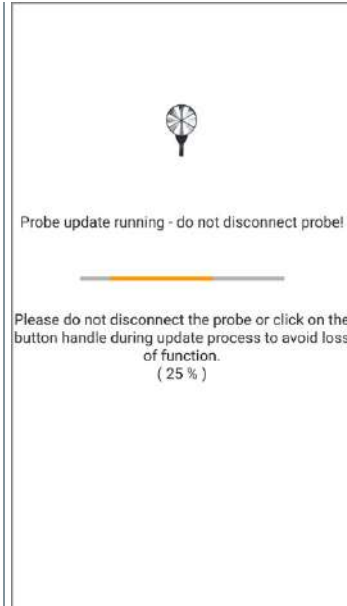 Probe update running - do not disconnect probe!
Please do not disconnect the probe or click on the
button handle during update process to avoid loss
of function.
( 25 % )